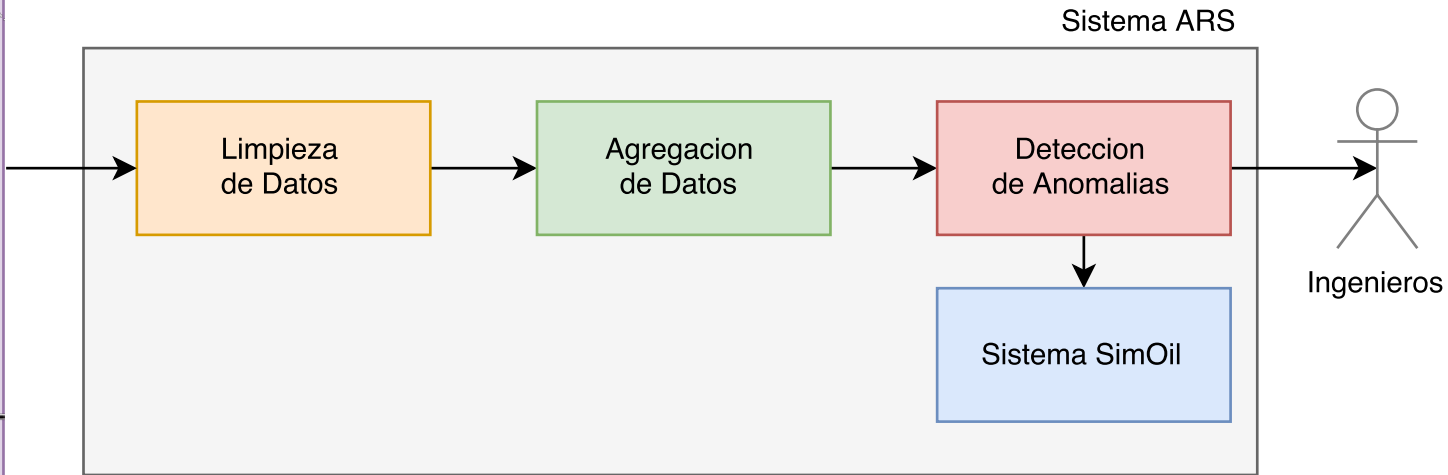 Sistema ARS
Limpieza
de Datos
Agregacion
de Datos
Deteccion
de Anomalias
Ingenieros
Sistema SimOil